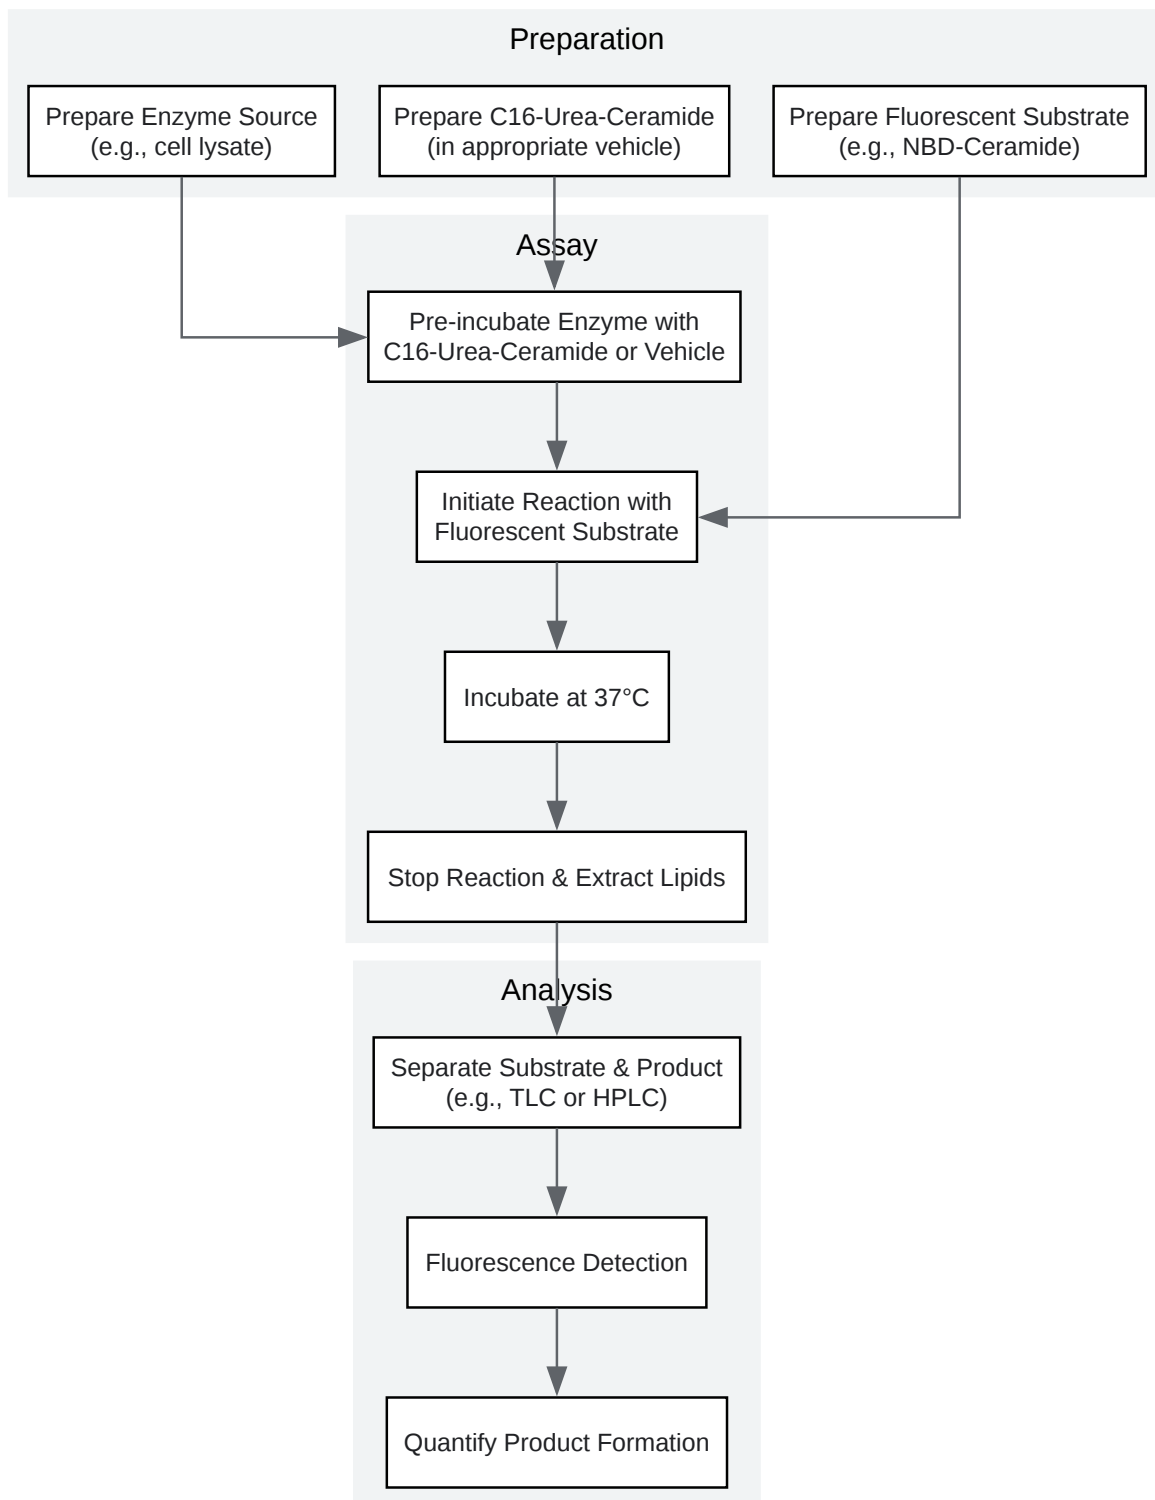 Preparation
Prepare Enzyme Source
(e.g., cell lysate)
Prepare C16-Urea-Ceramide
(in appropriate vehicle)
Prepare Fluorescent Substrate
(e.g., NBD-Ceramide)
Assay
Pre-incubate Enzyme with
C16-Urea-Ceramide or Vehicle
Initiate Reaction with
Fluorescent Substrate
Incubate at 37°C
Stop Reaction & Extract Lipids
Analysis
Separate Substrate & Product
(e.g., TLC or HPLC)
Fluorescence Detection
Quantify Product Formation